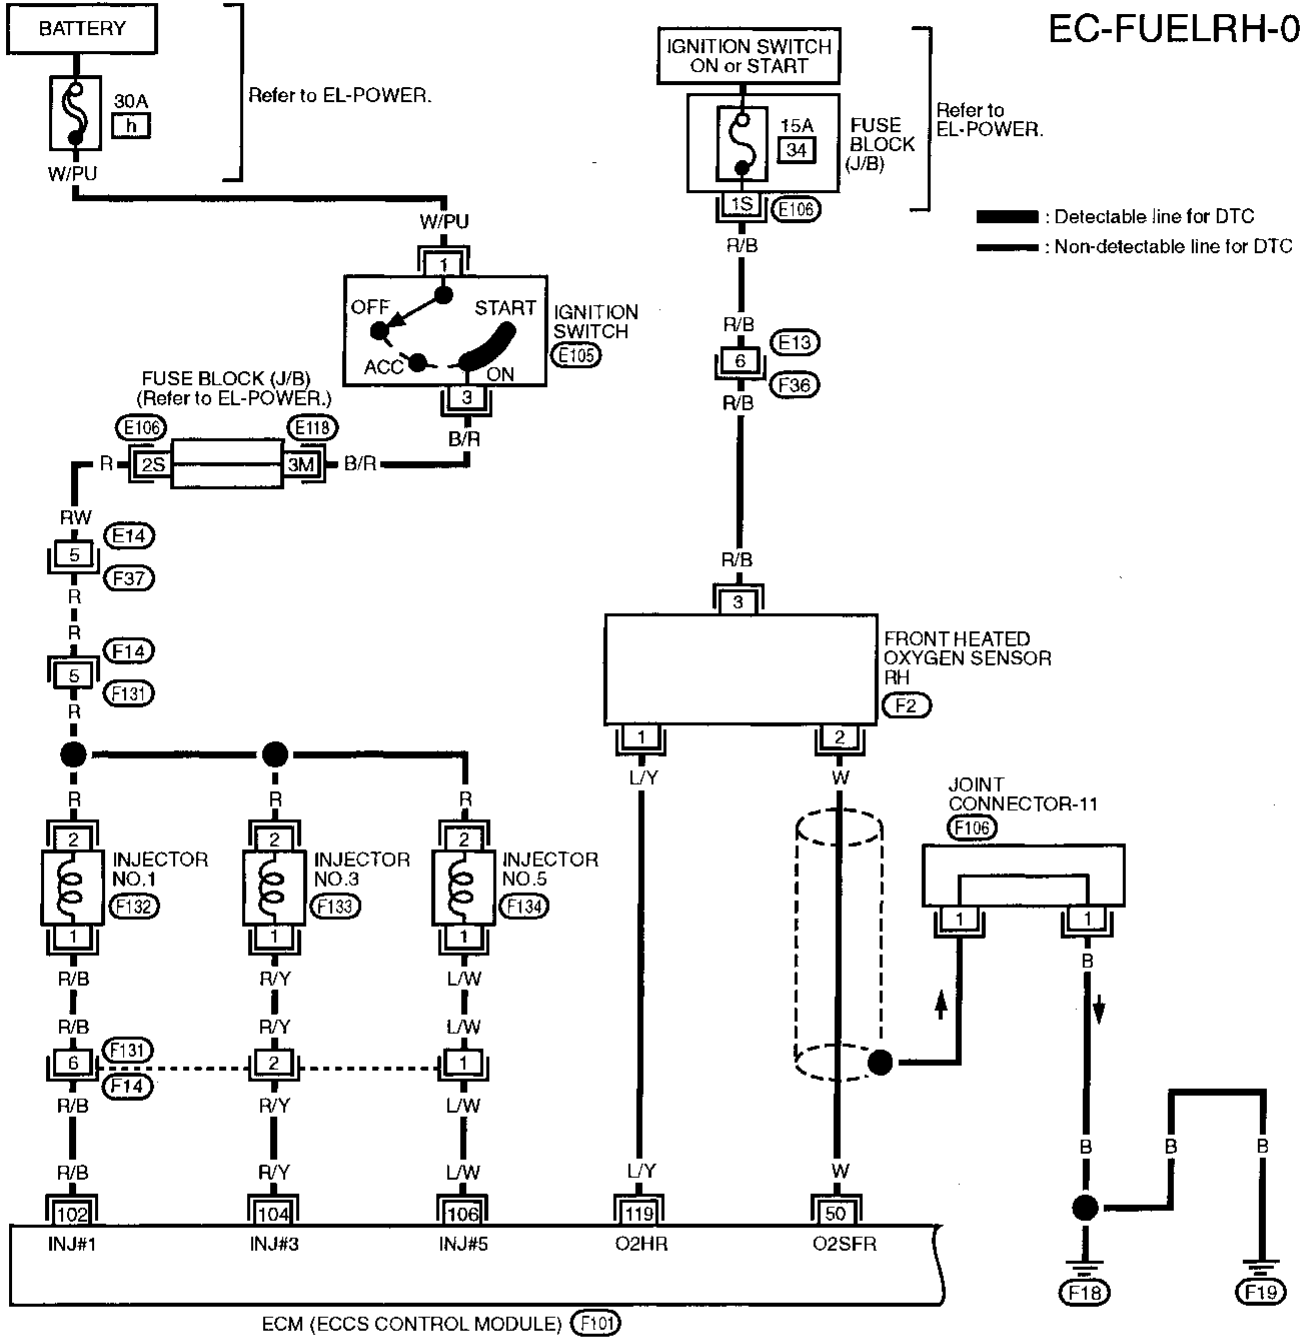 EC-FUELRH-0
BATTERY
30A
h
Refer to EL-POWER.
W/PU
W/PU
IGNITION SWITCH
ON or START
15A
34
FUSE
BLOCK
(J/B)
Refer to
EL-POWER.
1S
E106
R/B
: Detectable line for DTC
: Non-detectable line for DTC
1
OFF
START
ACC
ON
IGNITION
SWITCH
E105
3
B/R
R/B
6
E13
F36
R/B
FUSE BLOCK (J/B)
(Refer to EL-POWER.)
E106
E118
R
2S
3M
B/R
RW
5
E14
F37
R
R
5
F14
F131
R
R/B
3
FRONT HEATED
OXYGEN SENSOR
RH
F2
1
2
L/Y
W
R
R
R
2
2
2
INJECTOR
NO.1
F132
INJECTOR
NO.3
F133
INJECTOR
NO.5
F134
1
1
1
JOINT
CONNECTOR-11
F106
1
1
B
R/B
R/Y
L/W
R/B
R/Y
L/W
6
F131
F14
2
1
R/B
R/Y
L/W
R/B
R/Y
L/W
L/Y
W
B
B
B
102
104
106
119
50
INJ#1
INJ#3
INJ#5
O2HR
O2SFR
F18
F19
ECM (ECCS CONTROL MODULE)
F101